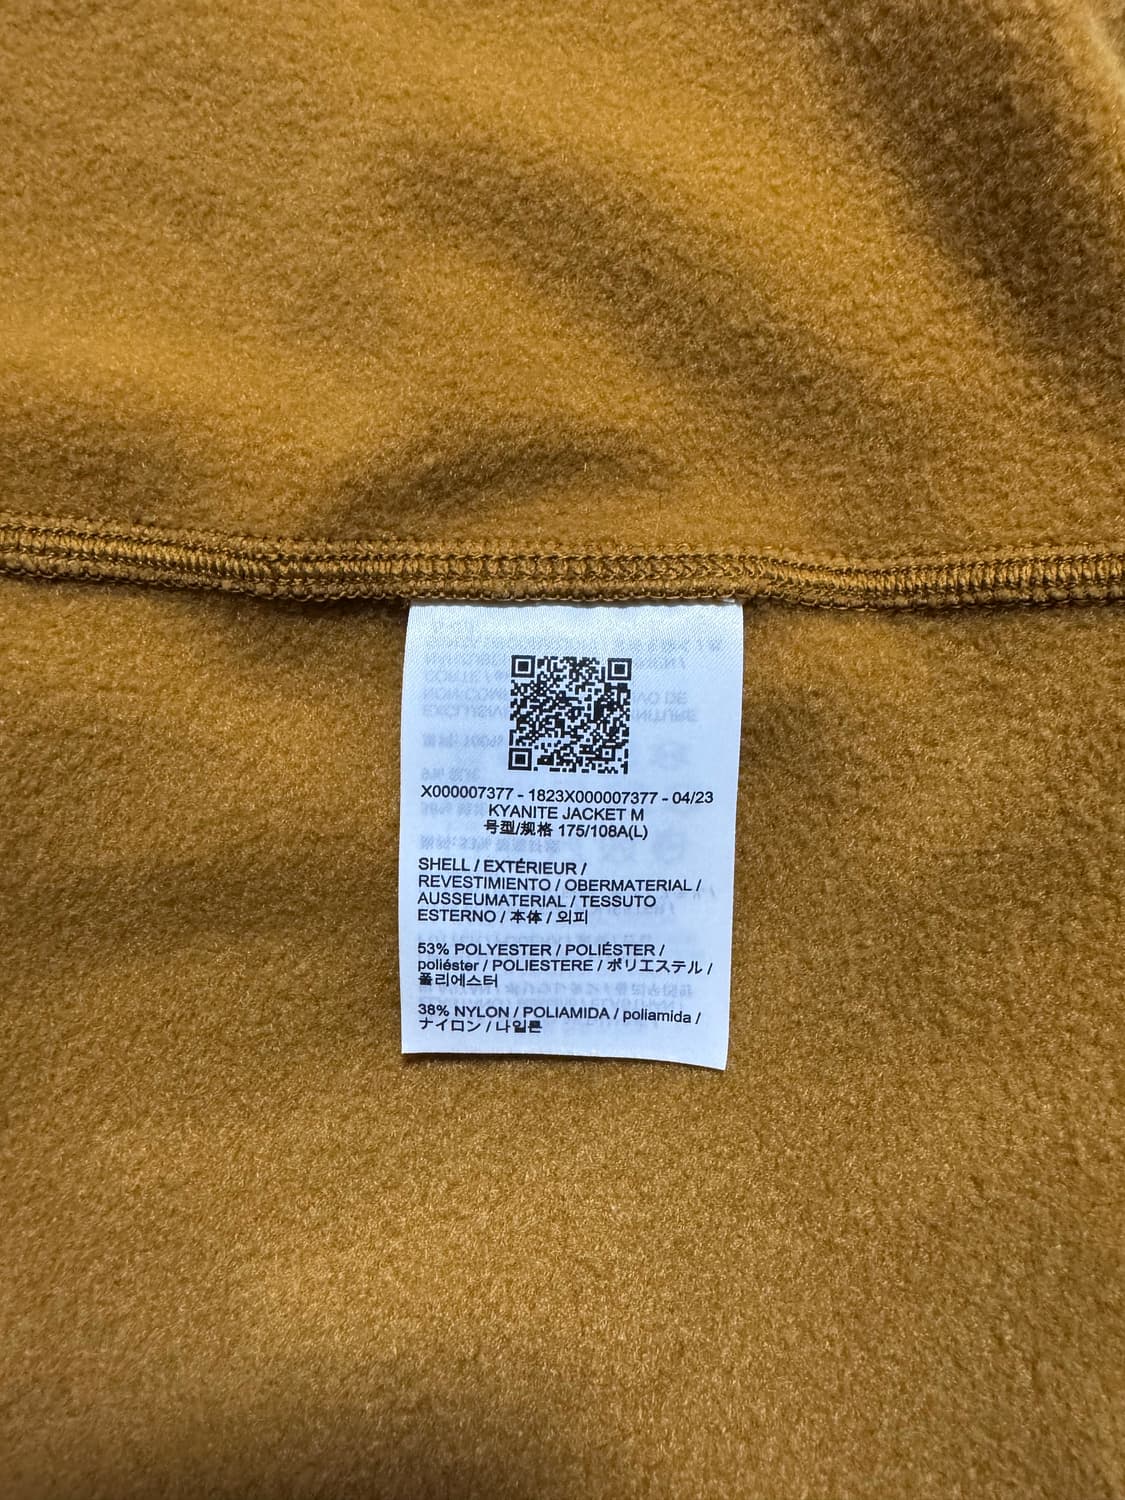 X000007377 - 1823X000007377 - 04/23
KYANITE JACKET M
号型/规格 175/108A(L)
SHELL / EXTÉRIEUR /
REVESTIMIENTO / OBERMATERIAL /
AUSSEUMATERIAL / TESSUTO
ESTERNO / 本体 / 외피
53% POLYESTER / POLIÉSTER /
poliéster / POLIESTERE / ポリエステル /
폴리에스터
38% NYLON / POLIAMIDA / poliamida /
ナイロン / 나일론